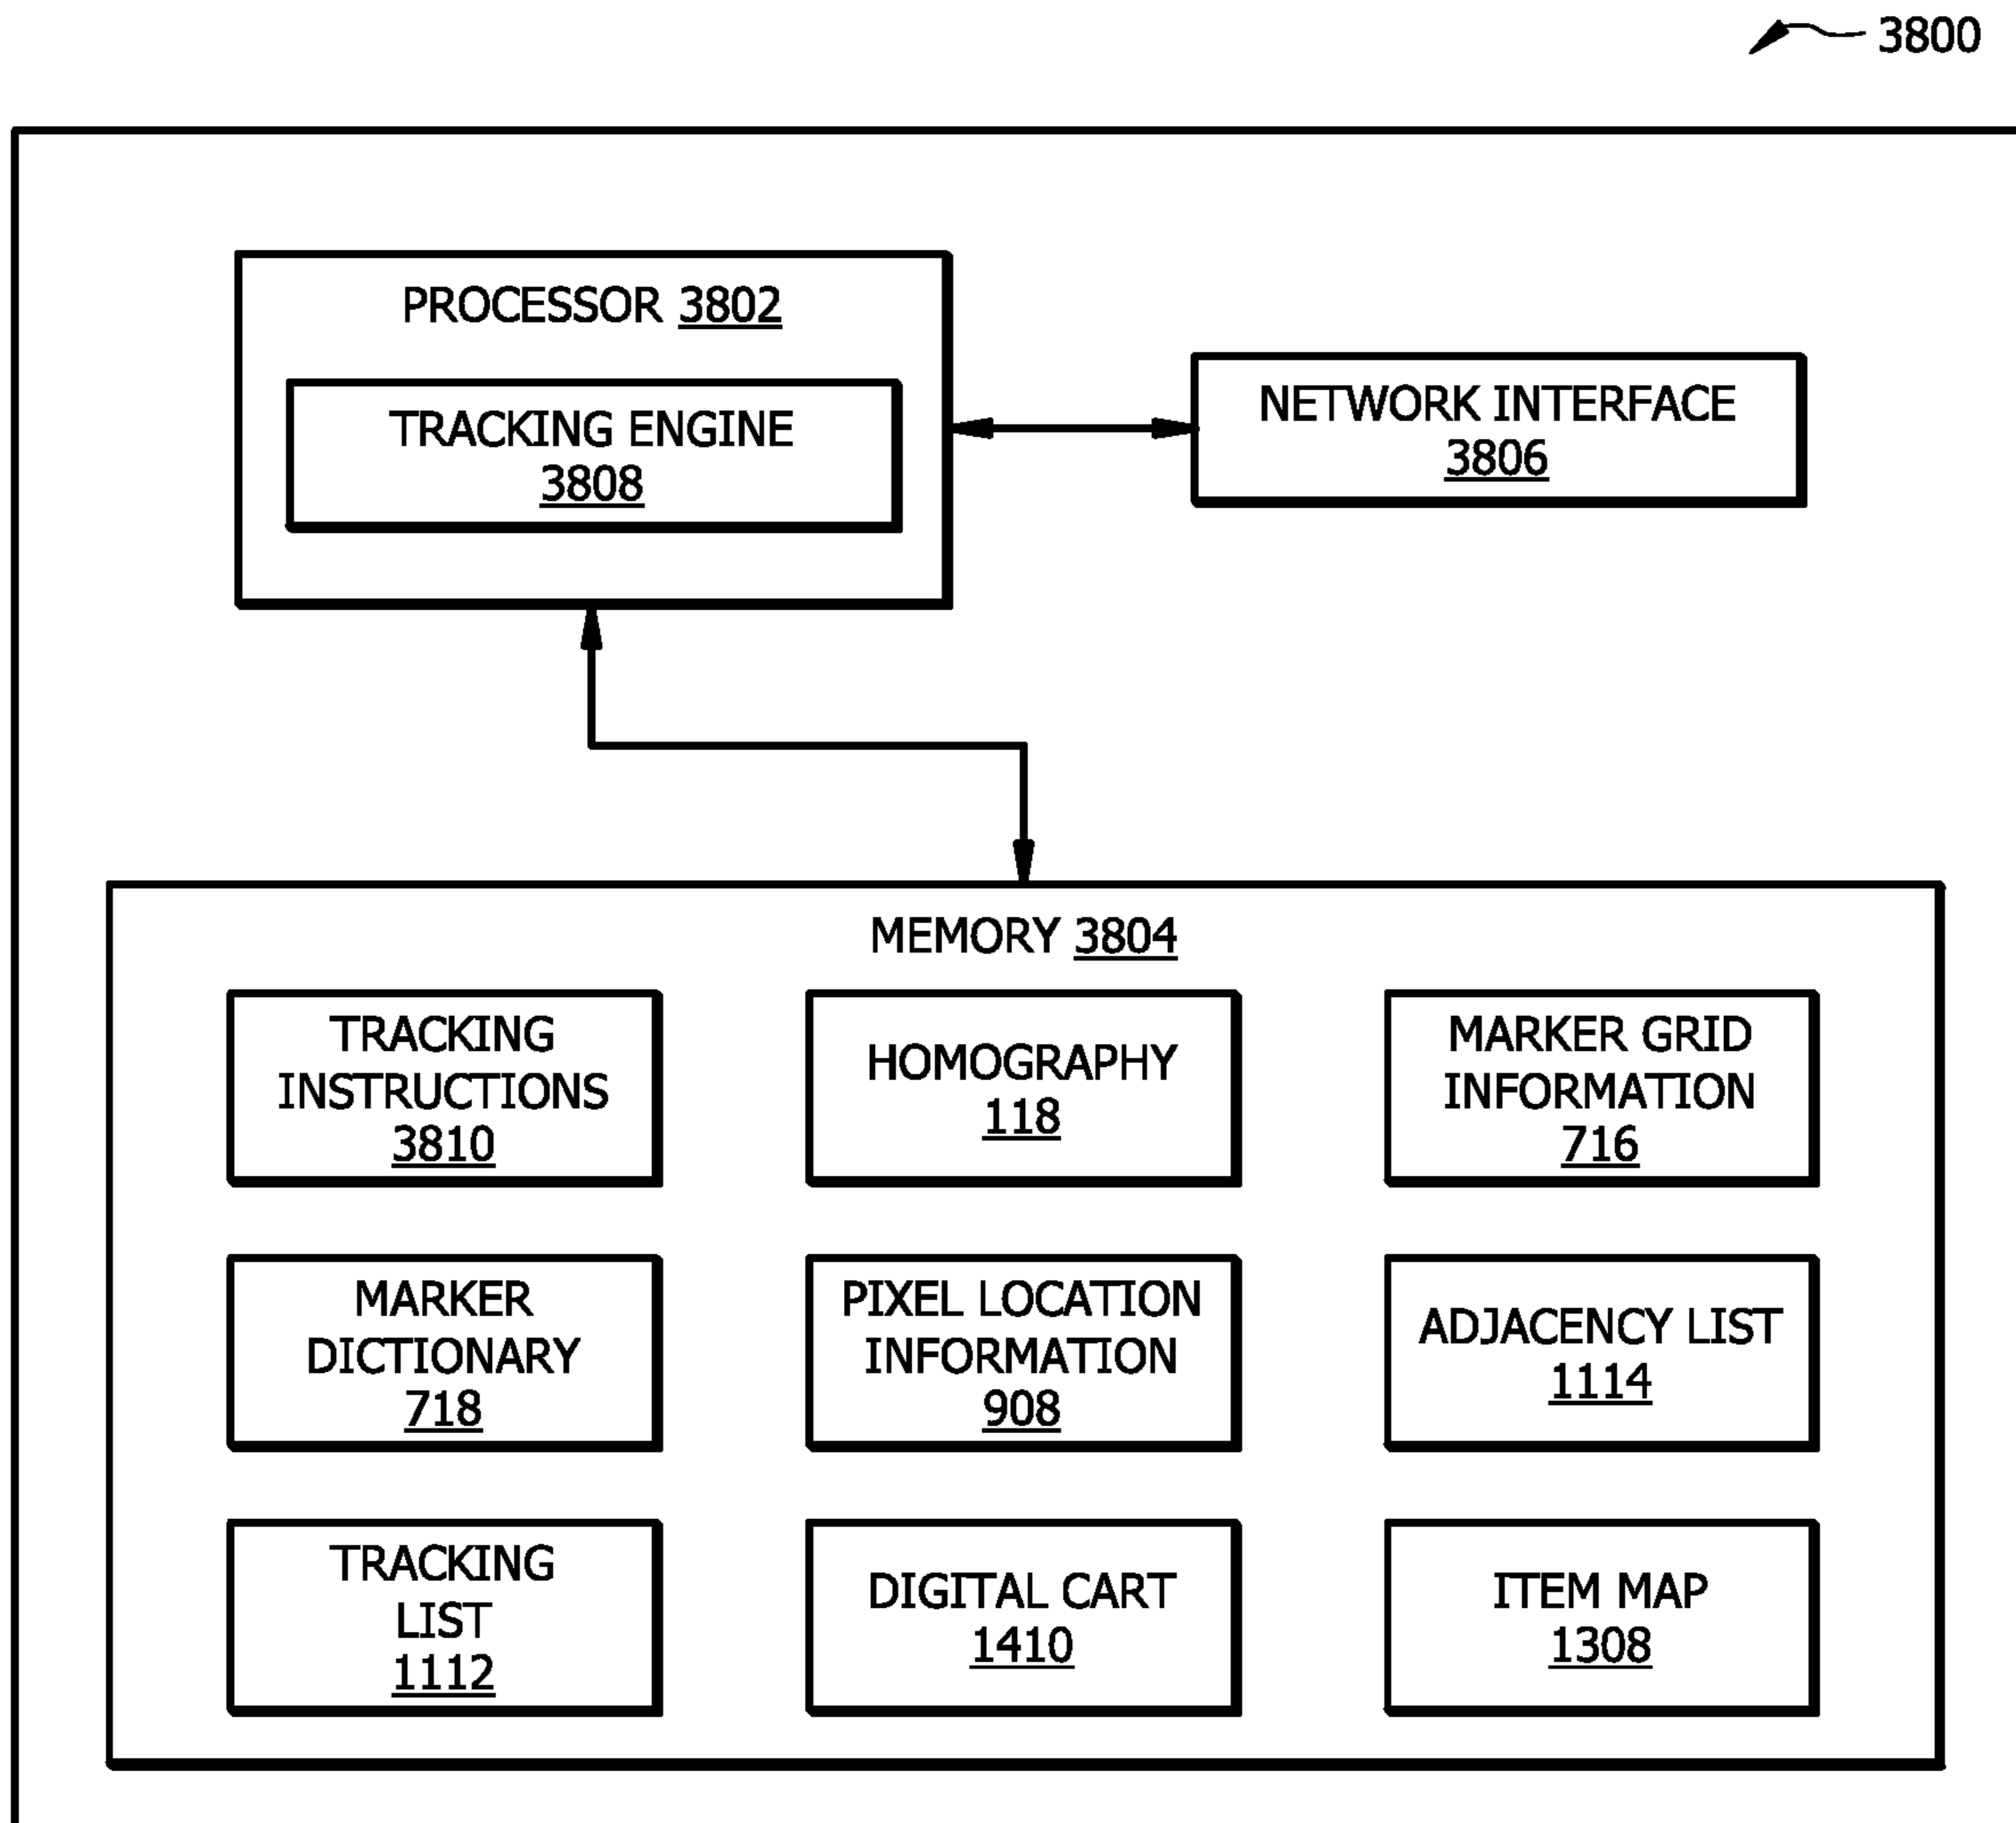 3800
PROCESSOR 3802
TRACKING ENGINE
3808
NETWORK INTERFACE
3806
MEMORY 3804
TRACKING
INSTRUCTIONS
3810
HOMOGRAPHY
118
MARKER GRID
INFORMATION
716
MARKER
DICTIONARY
718
PIXEL LOCATION
INFORMATION
908
ADJACENCY LIST
1114
TRACKING
LIST
1112
DIGITAL CART
1410
ITEM MAP
1308